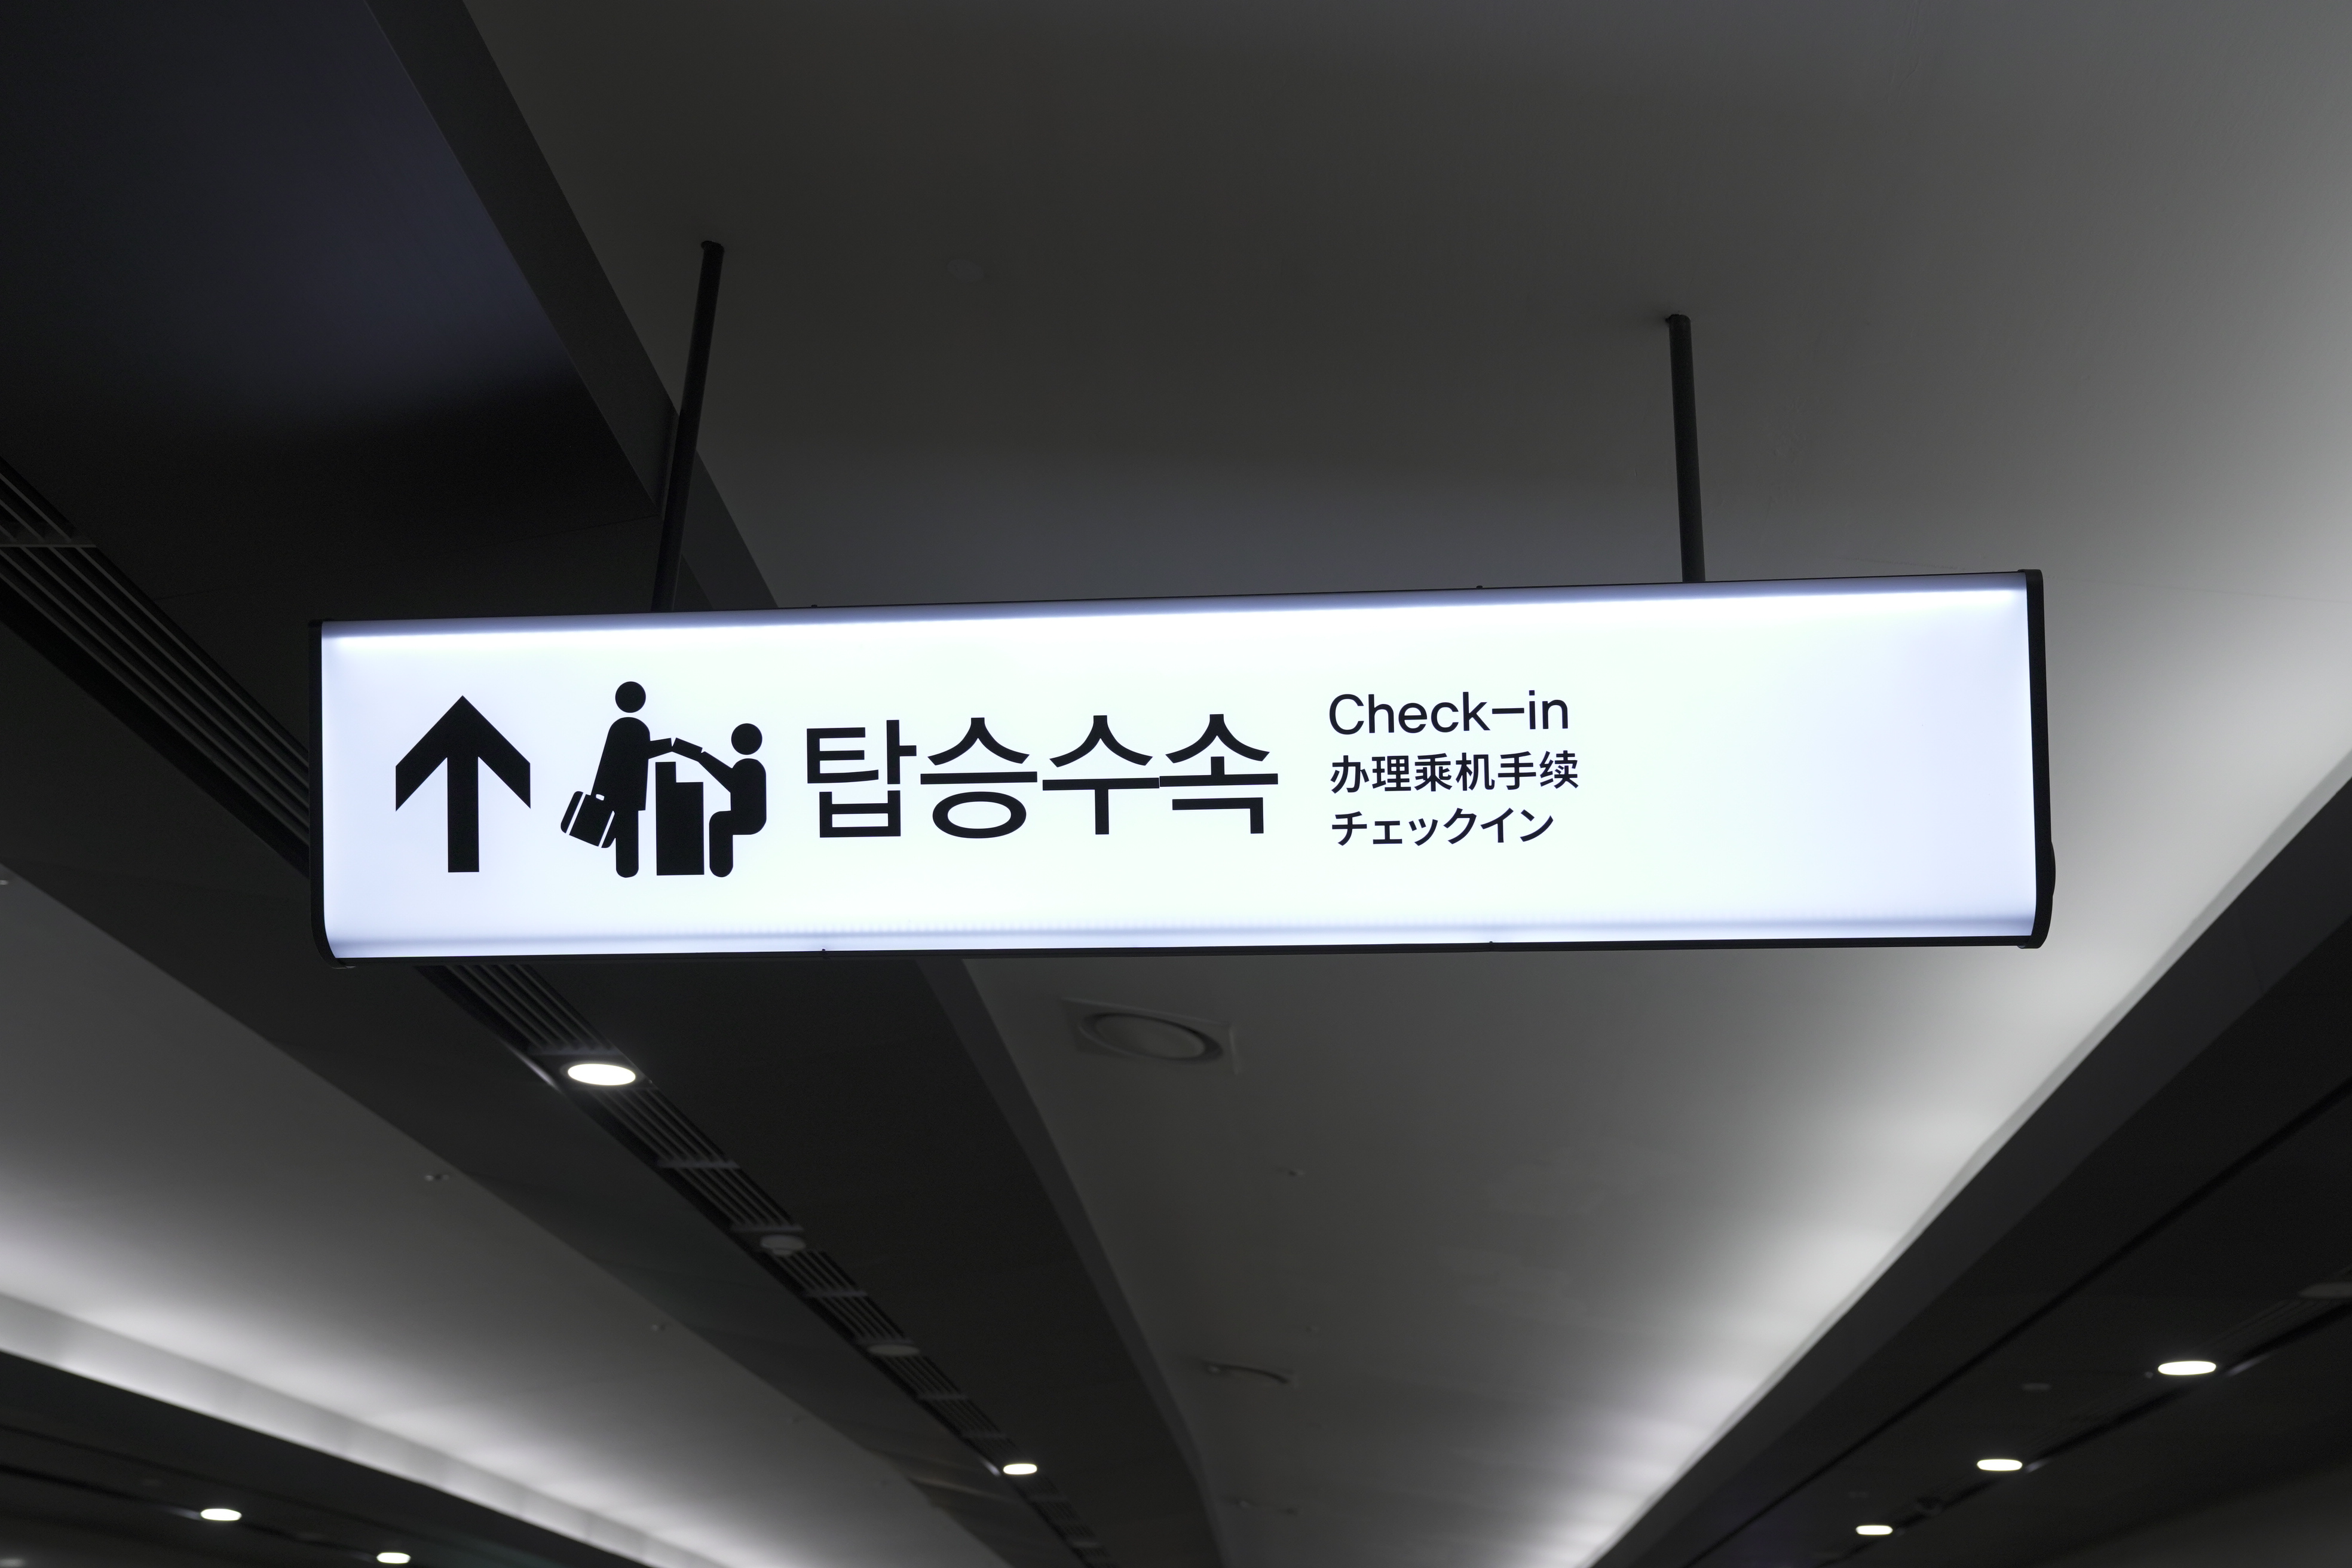 탑승수속
Check-in
办理乘机手续
チェックイン